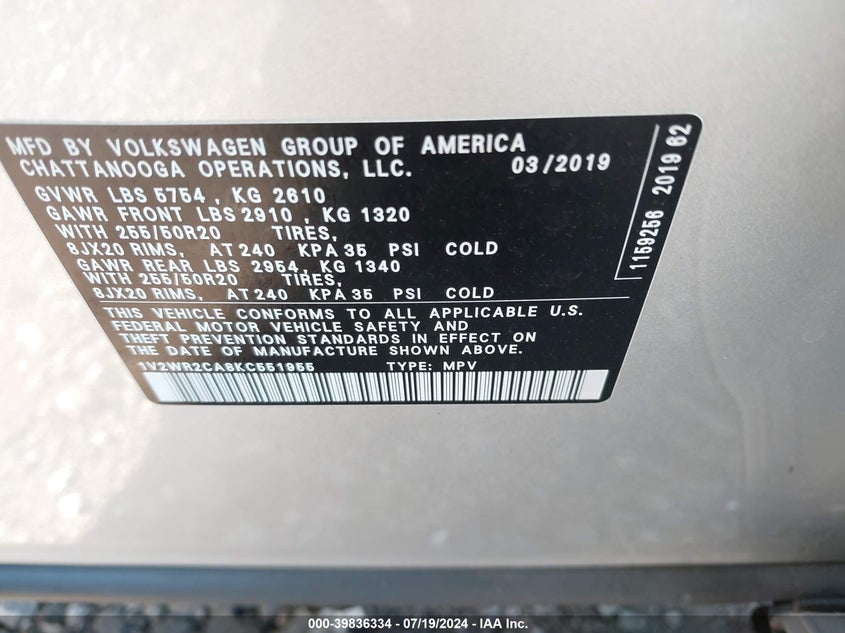 MFD BY VOLKSWAGEN GROUP OF AMERICA
CHATTANOOGA OPERATIONS, LLC. 03/2019
GVWR LBS 5754 , KG 2610
GAWR FRONT LBS 2910 , KG 1320
WITH 255/50R20 TIRES,
8JX20 RIMS, AT 240 KPA 35 PSI COLD
GAWR REAR LBS 2954, KG 1340
WITH 255/50R20 TIRES,
8JX20 RIMS, AT 240 KPA 35 PSI COLD
THIS VEHICLE CONFORMS TO ALL APPLICABLE U.S.
FEDERAL MOTOR VEHICLE SAFETY AND
THEFT PREVENTION STANDARDS IN EFFECT ON
THE DATE OF MANUFACTURE SHOWN ABOVE.
1V2WR2CA8KC551955 TYPE: MPV
1159256 2019 62
000-39836334 - 07/19/2024 - IAA Inc.